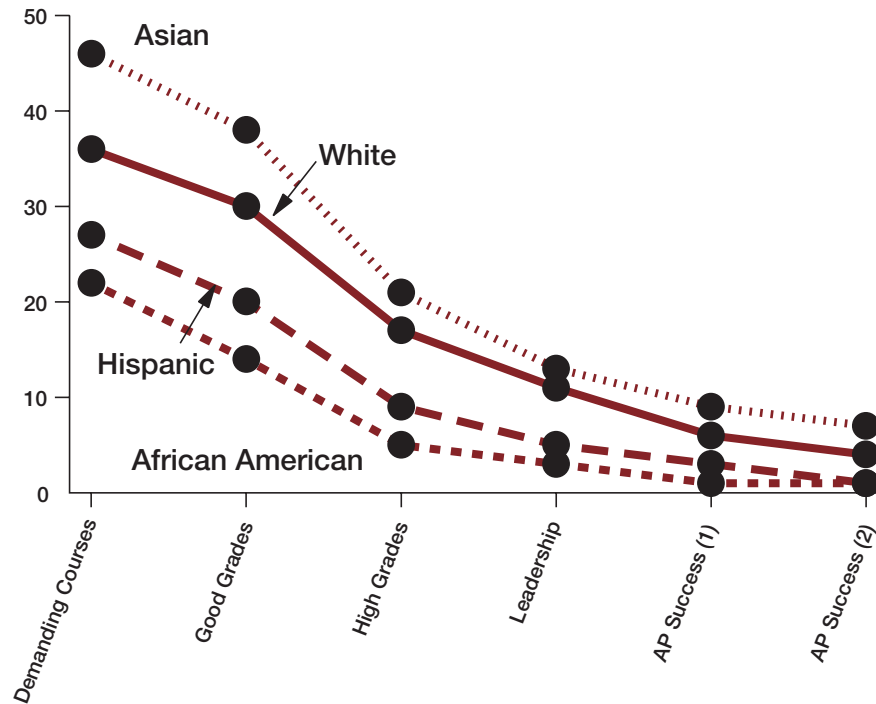 50
Asian
40
White
30
20
Hispanic
10
African American
0
Demanding Courses
Good Grades
High Grades
Leadership
AP Success (1)
AP Success (2)